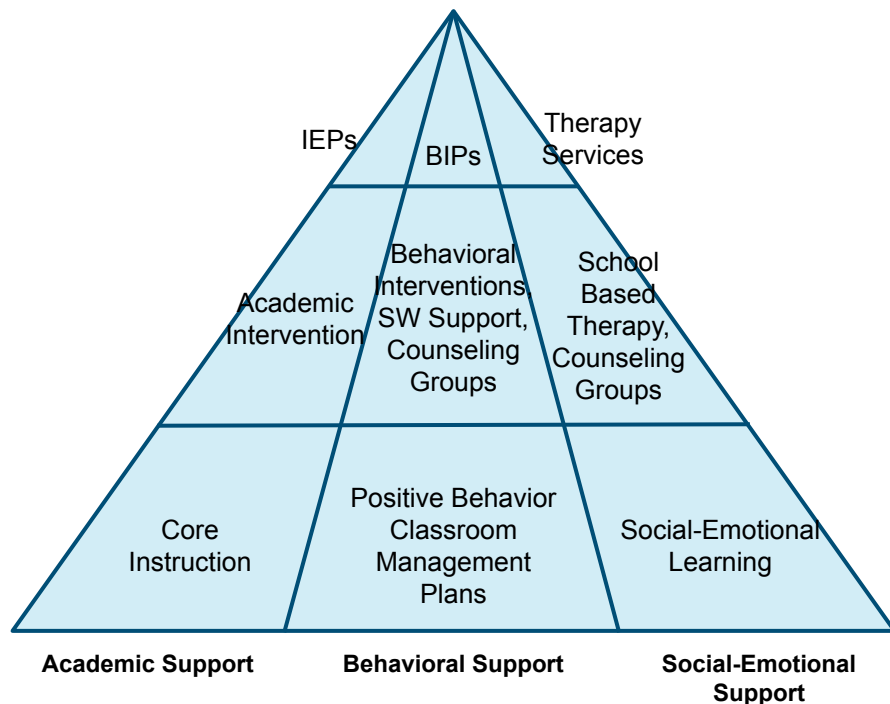 IEPs
BIPs
Therapy
Services
Academic
Intervention
Behavioral
Interventions,
SW Support,
Counseling
Groups
School
Based
Therapy,
Counseling
Groups
Core
Instruction
Positive Behavior
Classroom
Management
Plans
Social-Emotional
Learning
Academic Support
Behavioral Support
Social-Emotional
Support